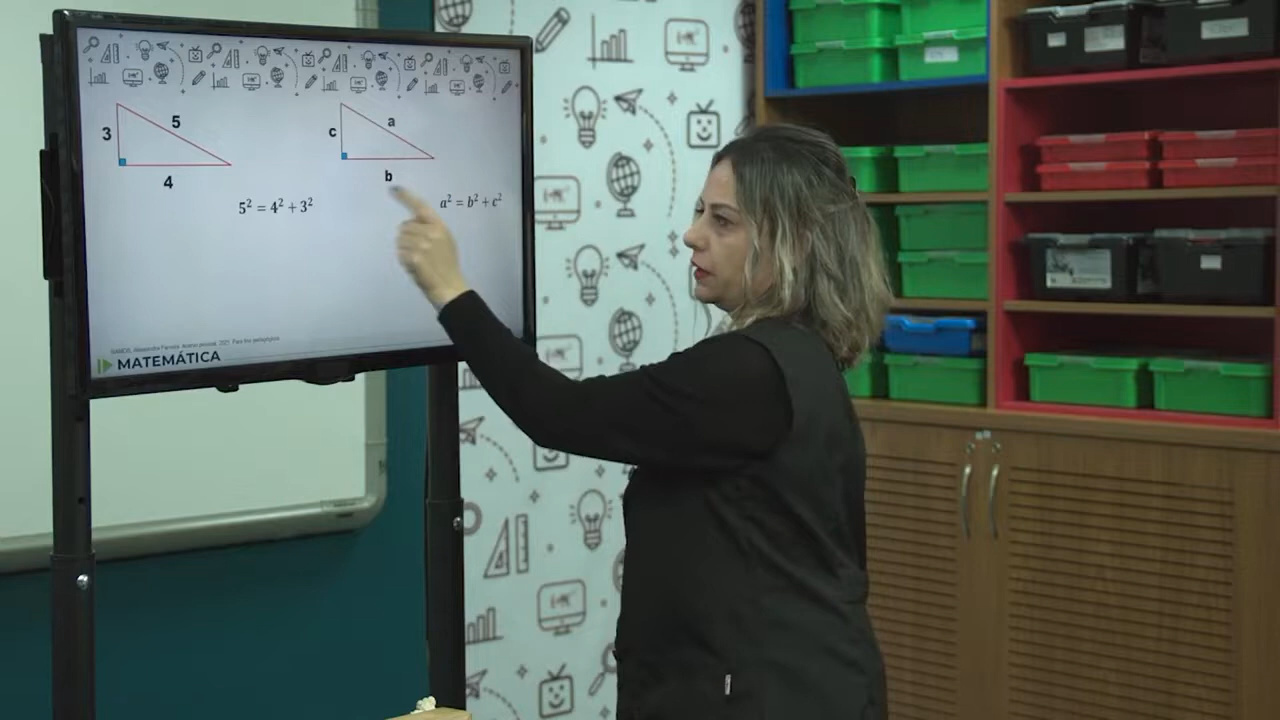 3
5
4
c
a
b
5² = 4² + 3²
a² = b² + c²
MATEMÁTICA